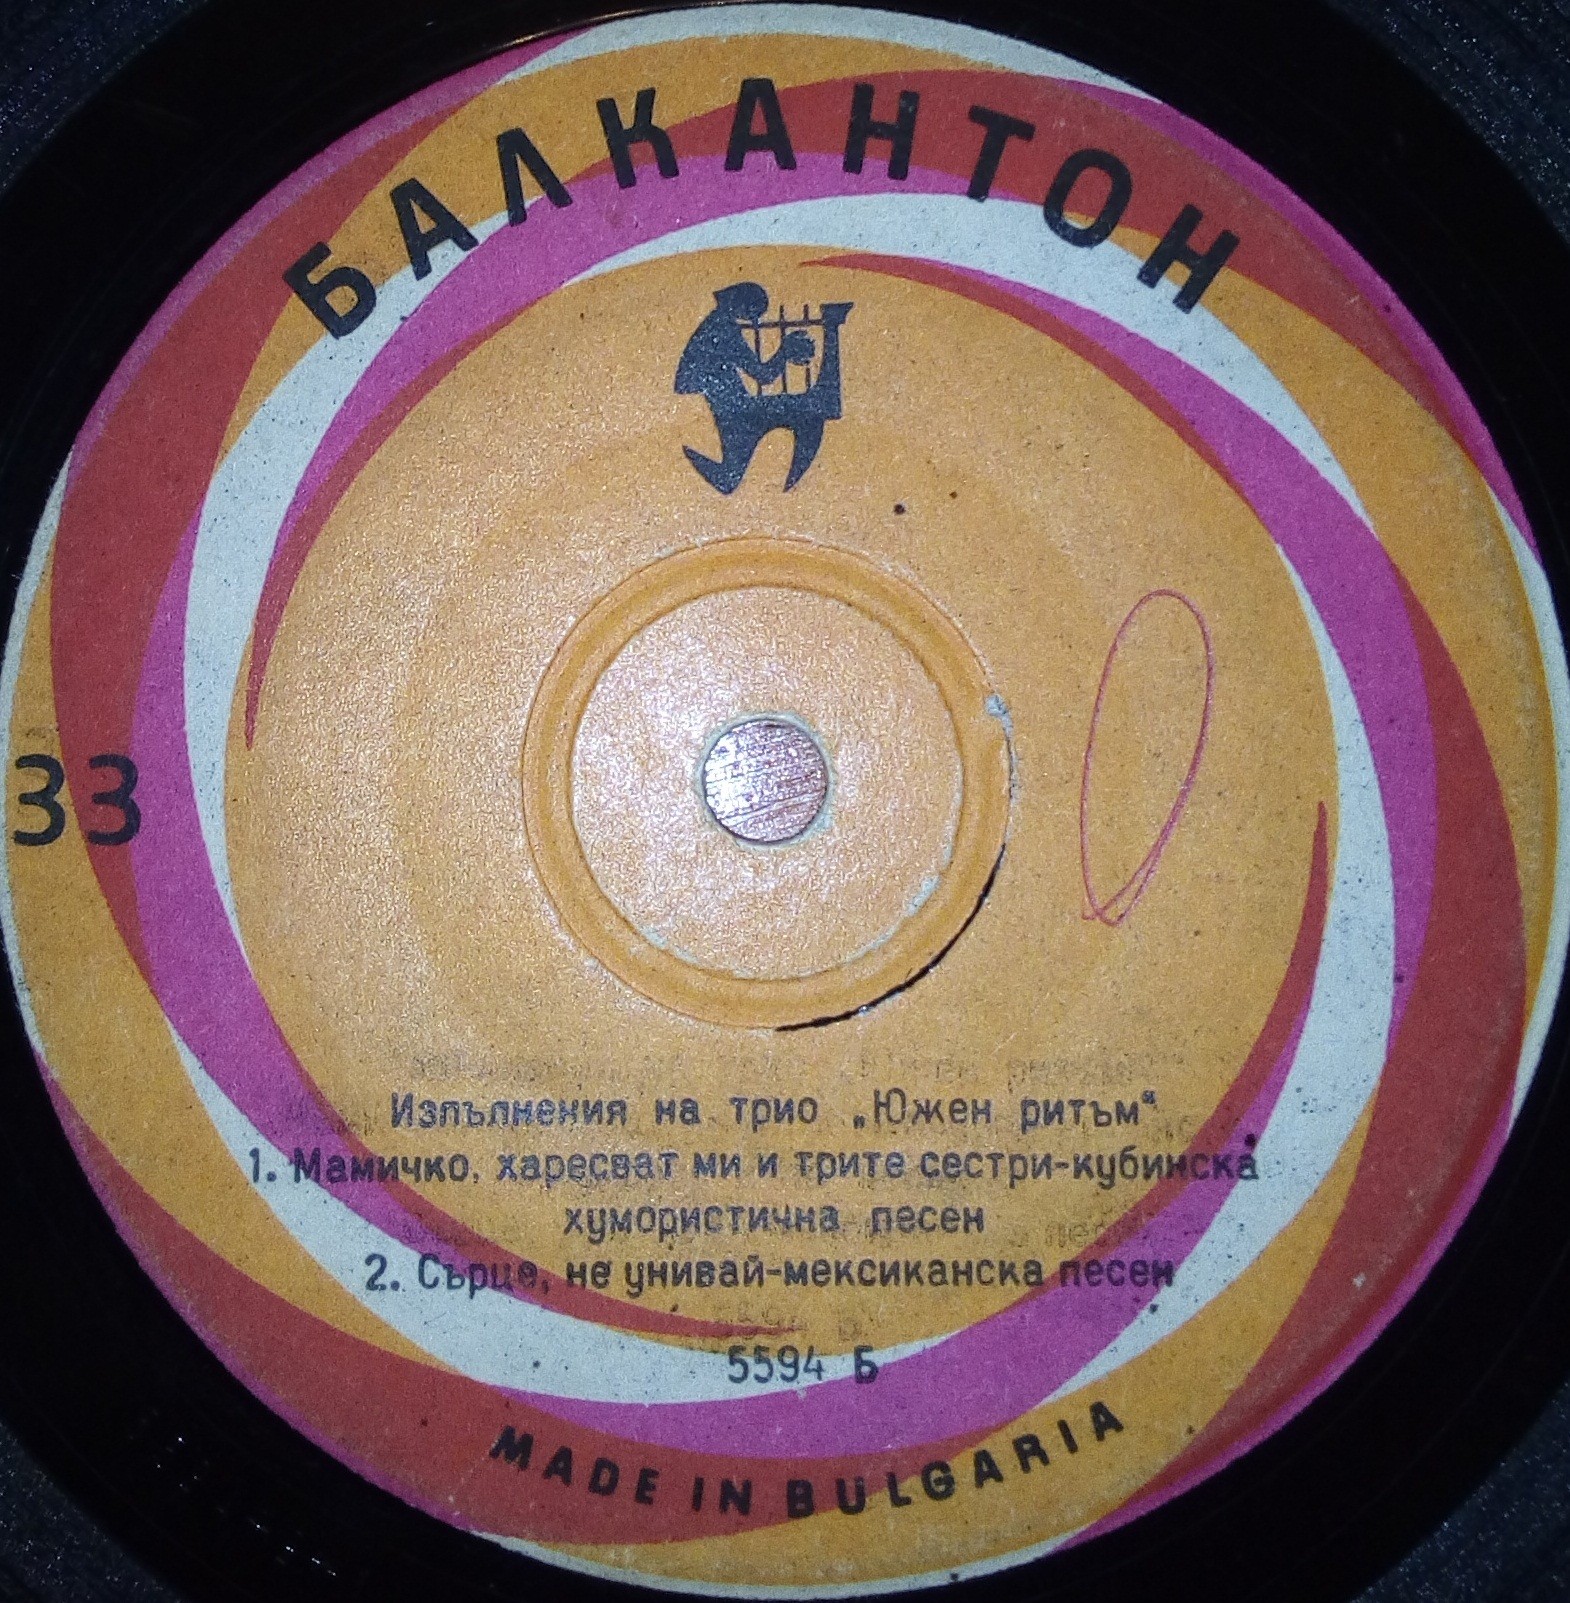 БАЛКАНТОН
33
Изпълнения на трио „Южен ритъм“
1. Мамичко, харесват ми и трите сестри-кубинска
хумористична песен
2. Сърце, не унивай-мексиканска песен
5594 Б
MADE IN BULGARIA